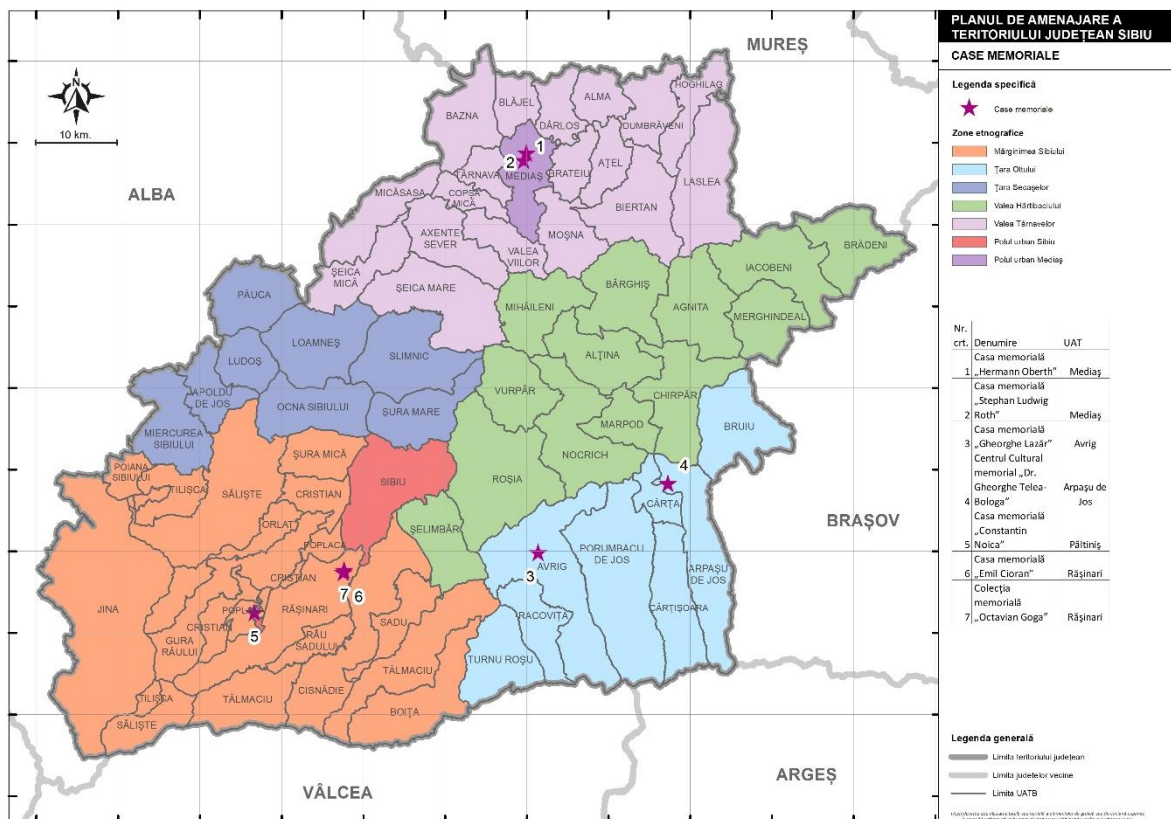 PLANUL DE AMENAJARE A
TERITORIULUI JUDEȚEAN SIBIU
CASE MEMORIALE
Legenda specifică
Case memoriale
Zone etnografice
Mărginimea Sibiului
Țara Oltului
Țara Secașelor
Valea Hârtibaciului
Valea Târnavelor
Polul urban Sibiu
Polul urban Mediaș
Nr.
crt. Denumire UAT
Casa memorială
1 „Hermann Oberth” Mediaș
Casa memorială
„Stephan Ludwig
2 Roth” Mediaș
Casa memorială
3 „Gheorghe Lazăr” Avrig
Centrul Cultural
memorial „Dr.
Gheorghe Telea- Arpașu de
4 Bologa” Jos
Casa memorială
„Constantin
5 Noica” Păltiniș
Casa memorială
6 „Emil Cioran” Rășinari
Colecția
memorială
7 „Octavian Goga” Rășinari
Legenda generală
Limita teritoriului județean
Limita județelor vecine
Limita UATB
N
10 km.
MUREȘ
ALBA
BRAȘOV
VÂLCEA
ARGEȘ
HOGHILAG
BLĂJEL
ALMA
BAZNA
DÂRLOS
DUMBRĂVENI
1
2
TÂRNAVA
MEDIAȘ
BRATEIU
AȚEL
LASLEA
MICĂSASA
COPȘA
MICĂ
BIERTAN
AXENTE
SEVER
MOȘNA
VALEA
VIILOR
BRĂDENI
ȘEICA
MICĂ
ȘEICA MARE
BÂRGHIȘ
IACOBENI
PĂUCA
MIHĂILENI
AGNITA
MERGHINDEAL
LOAMNEȘ
SLIMNIC
ALȚINA
LUDOȘ
APOLDU
DE JOS
OCNA SIBIULUI
ȘURA MARE
VURPĂR
CHIRPĂR
MIERCUREA
SIBIULUI
MARPOD
BRUIU
ȘURA MICĂ
NOCRICH
POIANA
SIBIULUI
TILIȘCA
SĂLIȘTE
CRISTIAN
SIBIU
ROȘIA
4
CÂRȚA
ORLAT
ȘELIMBĂR
POPLACA
AVRIG
PORUMBACU
DE JOS
ARPAȘU
DE JOS
3
CRISTIAN
7 6
JINA
POPLACA
RĂȘINARI
CÂRȚIȘOARA
CRISTIAN
5
SADU
RACOVIȚA
GURA
RÂULUI
RÂU
SADULUI
TURNU ROȘU
TĂLMACIU
TILIȘCA
TĂLMACIU
CISNĂDIE
BOIȚA
SĂLIȘTE